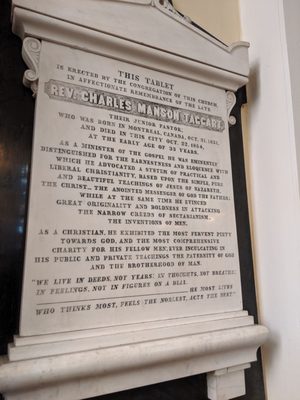 THIS TABLET
IS ERECTED BY THE CONGREGATION OF THIS CHURCH,
IN AFFECTIONATE REMEMBRANCE OF THE LATE
REV. CHARLES MANSON TAGGART,
THEIR JUNIOR PASTOR,
WHO WAS BORN IN MONTREAL, CANADA, OCT. 31, 1821,
AND DIED IN THIS CITY OCT. 22, 1854,
AT THE EARLY AGE OF 33 YEARS.
AS A MINISTER OF THE GOSPEL HE WAS EMINENTLY
DISTINGUISHED FOR THE EARNESTNESS AND ELOQUENCE WITH
WHICH HE ADVOCATED A SYSTEM OF PRACTICAL AND
LIBERAL CHRISTIANITY, BASED UPON THE SIMPLE, PURE
AND BEAUTIFUL TEACHINGS OF JESUS OF NAZARETH,
THE CHRIST, THE ANOINTED MESSENGER OF GOD THE FATHER;
WHILE AT THE SAME TIME HE EVINCED
GREAT ORIGINALITY AND BOLDNESS IN ATTACKING
THE NARROW CREEDS OF SECTARIANISM,
THE INVENTIONS OF MEN.
AS A CHRISTIAN, HE EXHIBITED THE MOST FERVENT PIETY
TOWARDS GOD, AND THE MOST COMPREHENSIVE
CHARITY FOR HIS FELLOW MEN; EVER INCULCATING IN
HIS PUBLIC AND PRIVATE TEACHINGS, THE PATERNITY OF GOD
AND THE BROTHERHOOD OF MAN.
"WE LIVE IN DEEDS, NOT YEARS; IN THOUGHTS, NOT BREATHS;
IN FEELINGS, NOT IN FIGURES ON A DIAL. HE MOST LIVES
WHO THINKS MOST, FEELS THE NOBLEST, ACTS THE BEST."